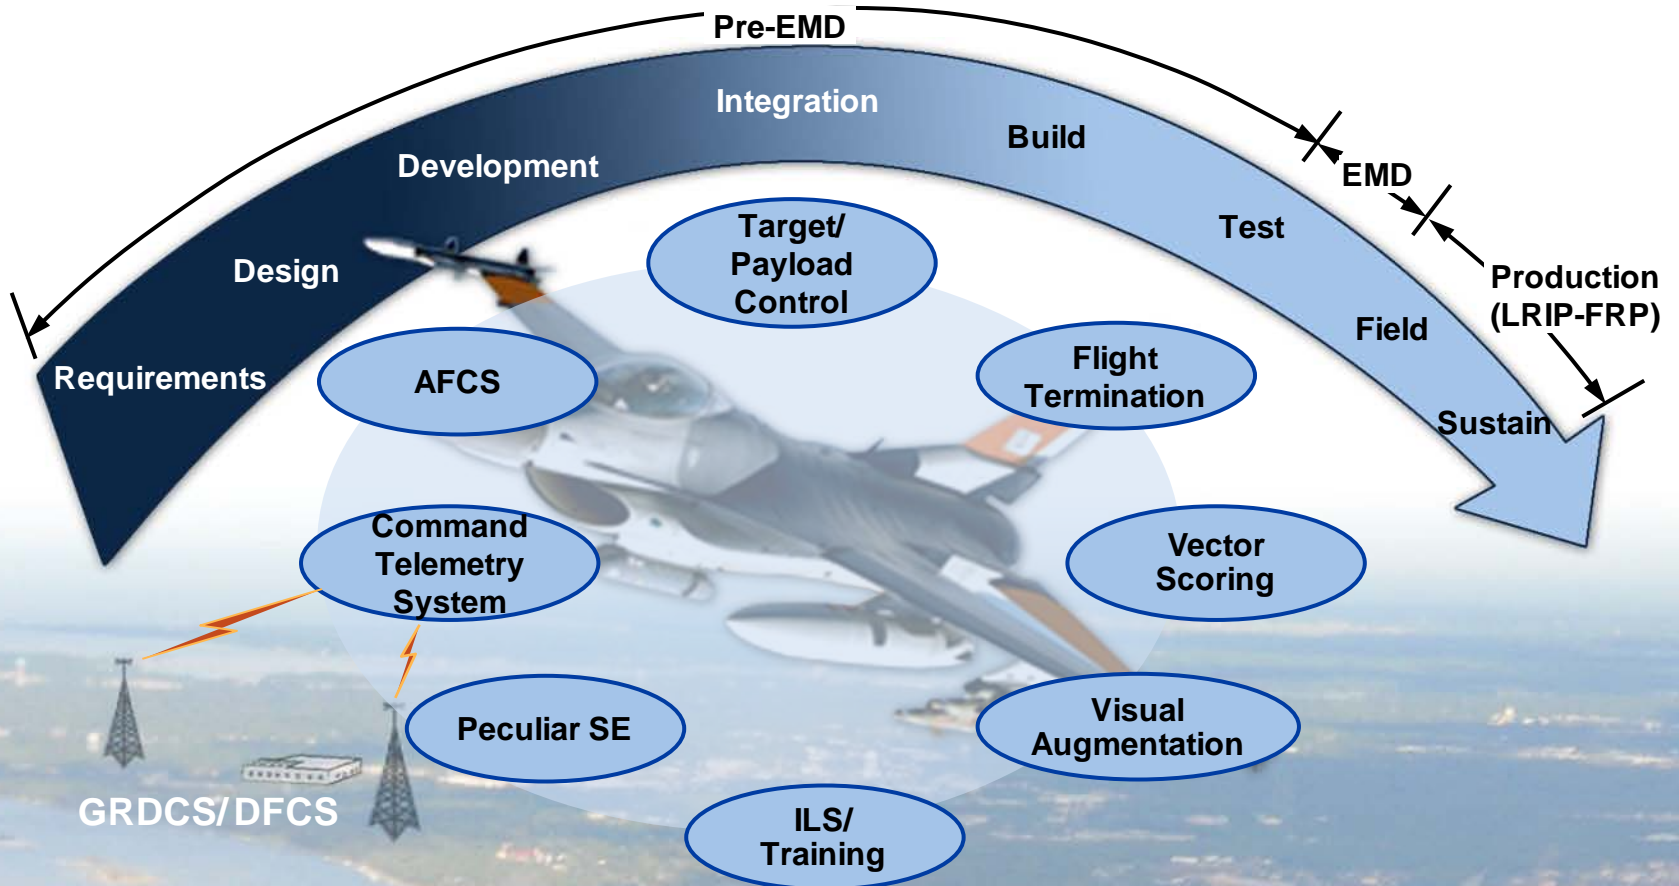 Pre-EMD
Integration
Build
Development
EMD
Test
Design
Production
(LRIP-FRP)
Field
Requirements
Sustain
Target/
Payload
Control
AFCS
Flight
Termination
Command
Telemetry
System
Vector
Scoring
Peculiar SE
Visual
Augmentation
GRDCS/DFCS
ILS/
Training